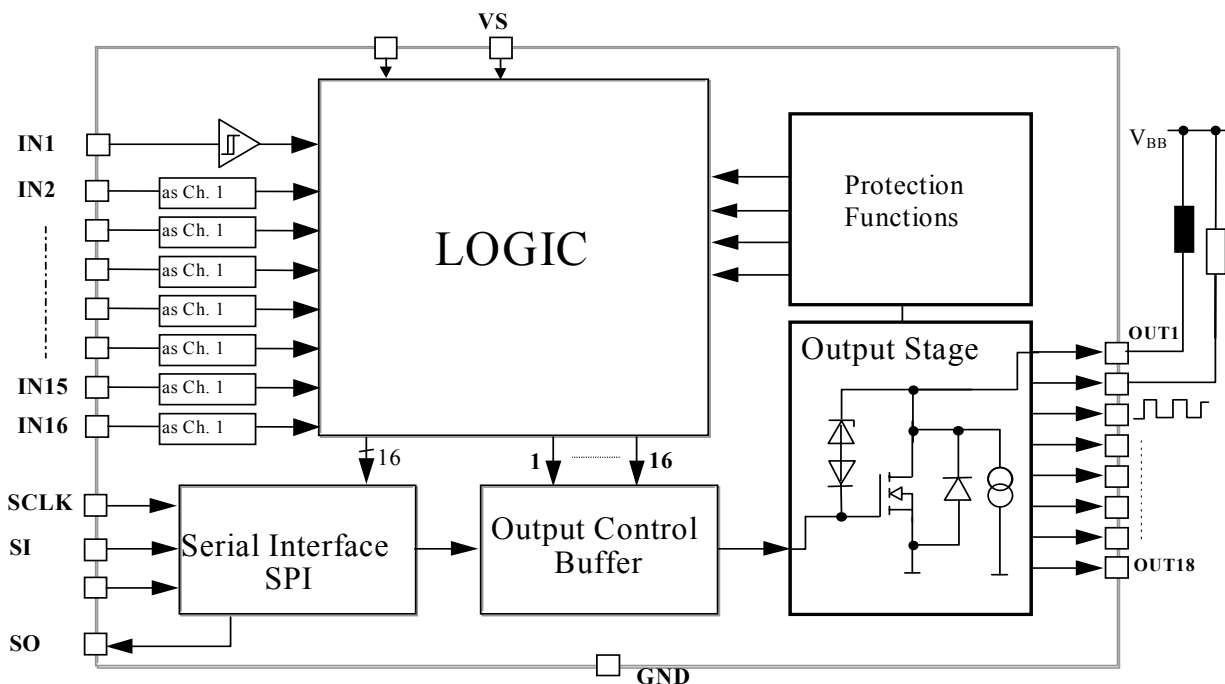 VS
IN1
IN2
as Ch. 1
as Ch. 1
as Ch. 1
as Ch. 1
as Ch. 1
IN15
as Ch. 1
IN16
as Ch. 1
LOGIC
Protection
Functions
VBB
OUT1
Output Stage
16
1
16
SCLK
SI
SO
Serial Interface
SPI
Output Control
Buffer
OUT18
GND